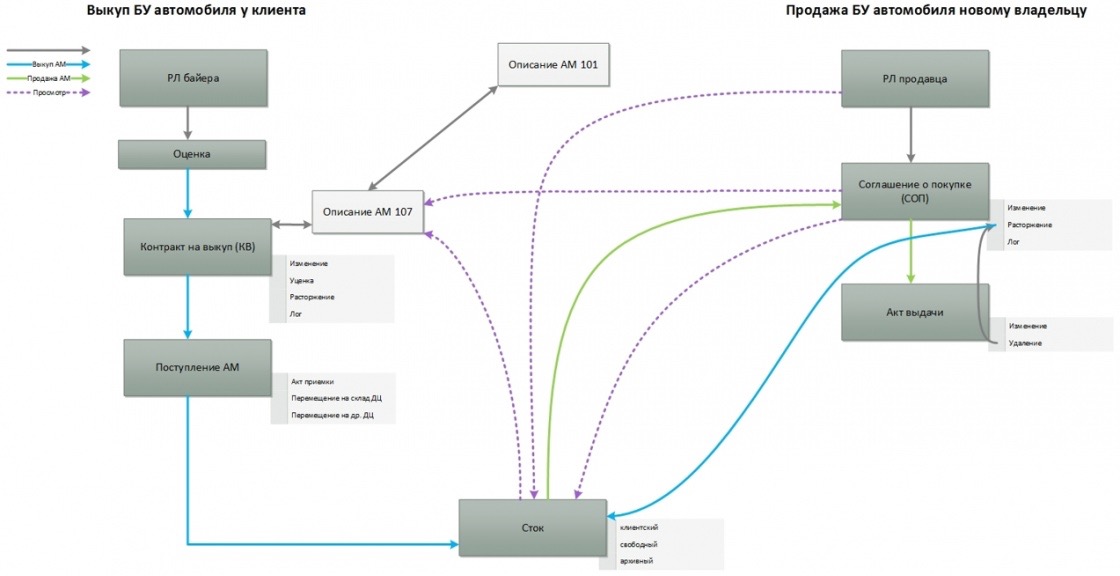 Выкуп БУ автомобиля у клиента
Продажа БУ автомобиля новому владельцу
Выкуп АМ
Продажа АМ
Просмотр
РЛ байера
Оценка
Контракт на выкуп (КВ)
Изменение
Уценка
Расторжение
Лог
Поступление АМ
Акт приемки
Перемещение на склад ДЦ
Перемещение на др. ДЦ
Описание АМ 101
Описание АМ 107
РЛ продавца
Соглашение о покупке
(СОП)
Изменение
Расторжение
Лог
Акт выдачи
Изменение
Удаление
Сток
клиентский
свободный
архивный